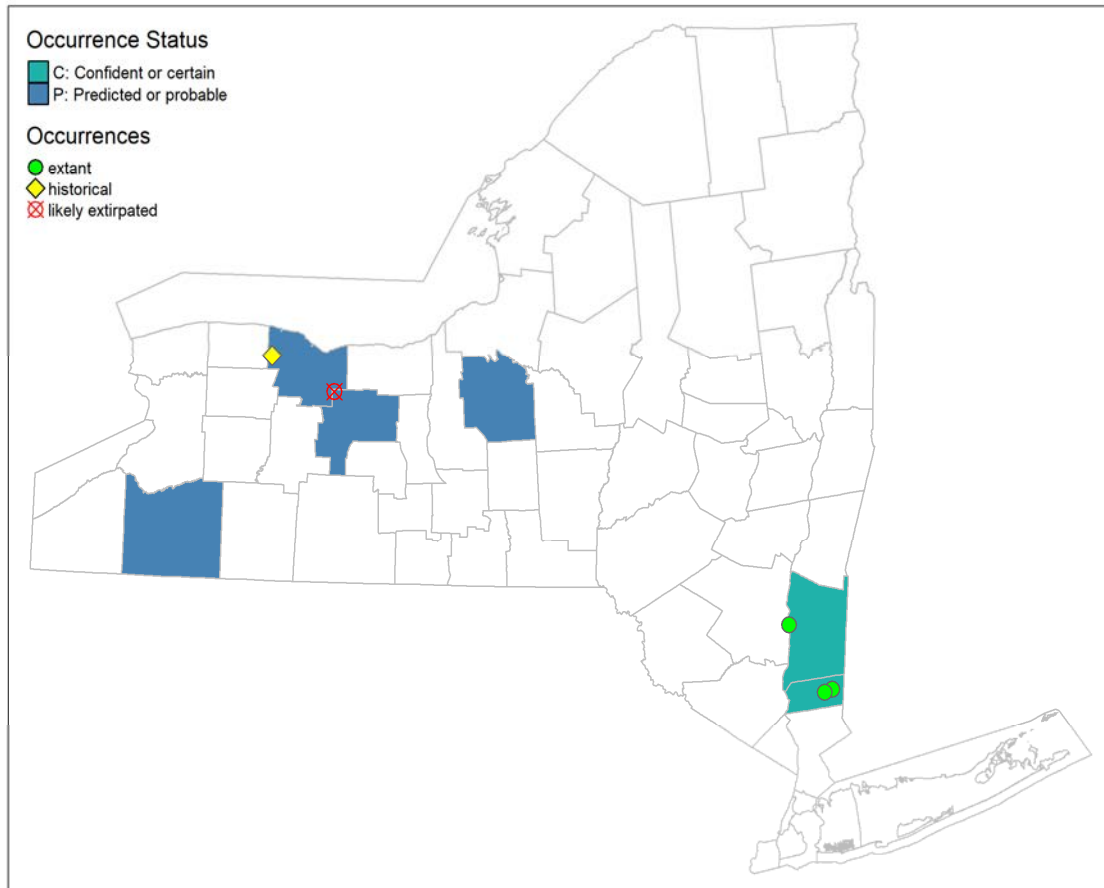 Occurrence Status
C: Confident or certain
P: Predicted or probable
Occurrences
extant
historical
likely extirpated